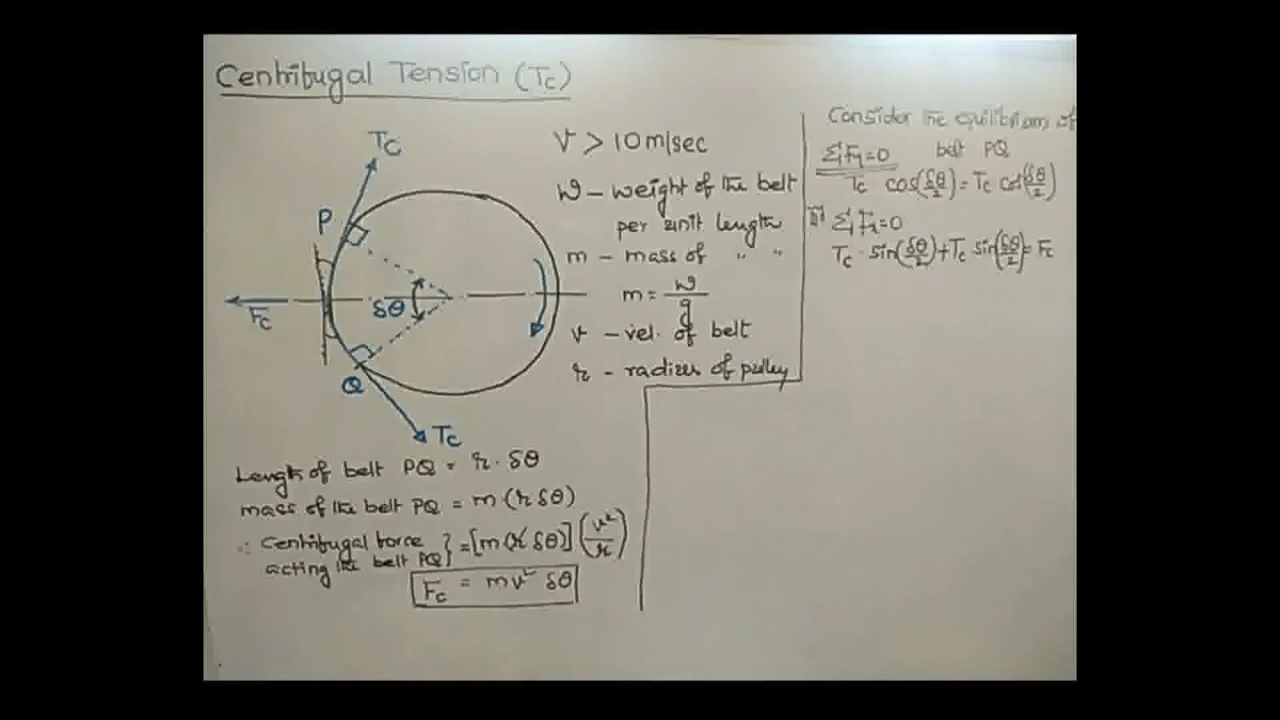 Centrifugal Tension (Tc)
Tc
P
Fc
δθ
Q
Tc
v > 10 m/sec
w – weight of the belt
per unit length
m – mass of " "
m = w/g
v – vel. of belt
r – radius of pulley
Length of belt PQ = r · δθ
mass of the belt PQ = m (r δθ)
∴ Centrifugal force
acting the belt PQ } = [m (r δθ)] (v²/r)
Fc = mv² δθ
Consider the equilibrium of
belt PQ
ΣFy=0
Tc cos(δθ/2) = Tc cos(δθ/2)
ΣFx=0
Tc · sin(δθ/2) + Tc sin(δθ/2) = Fc